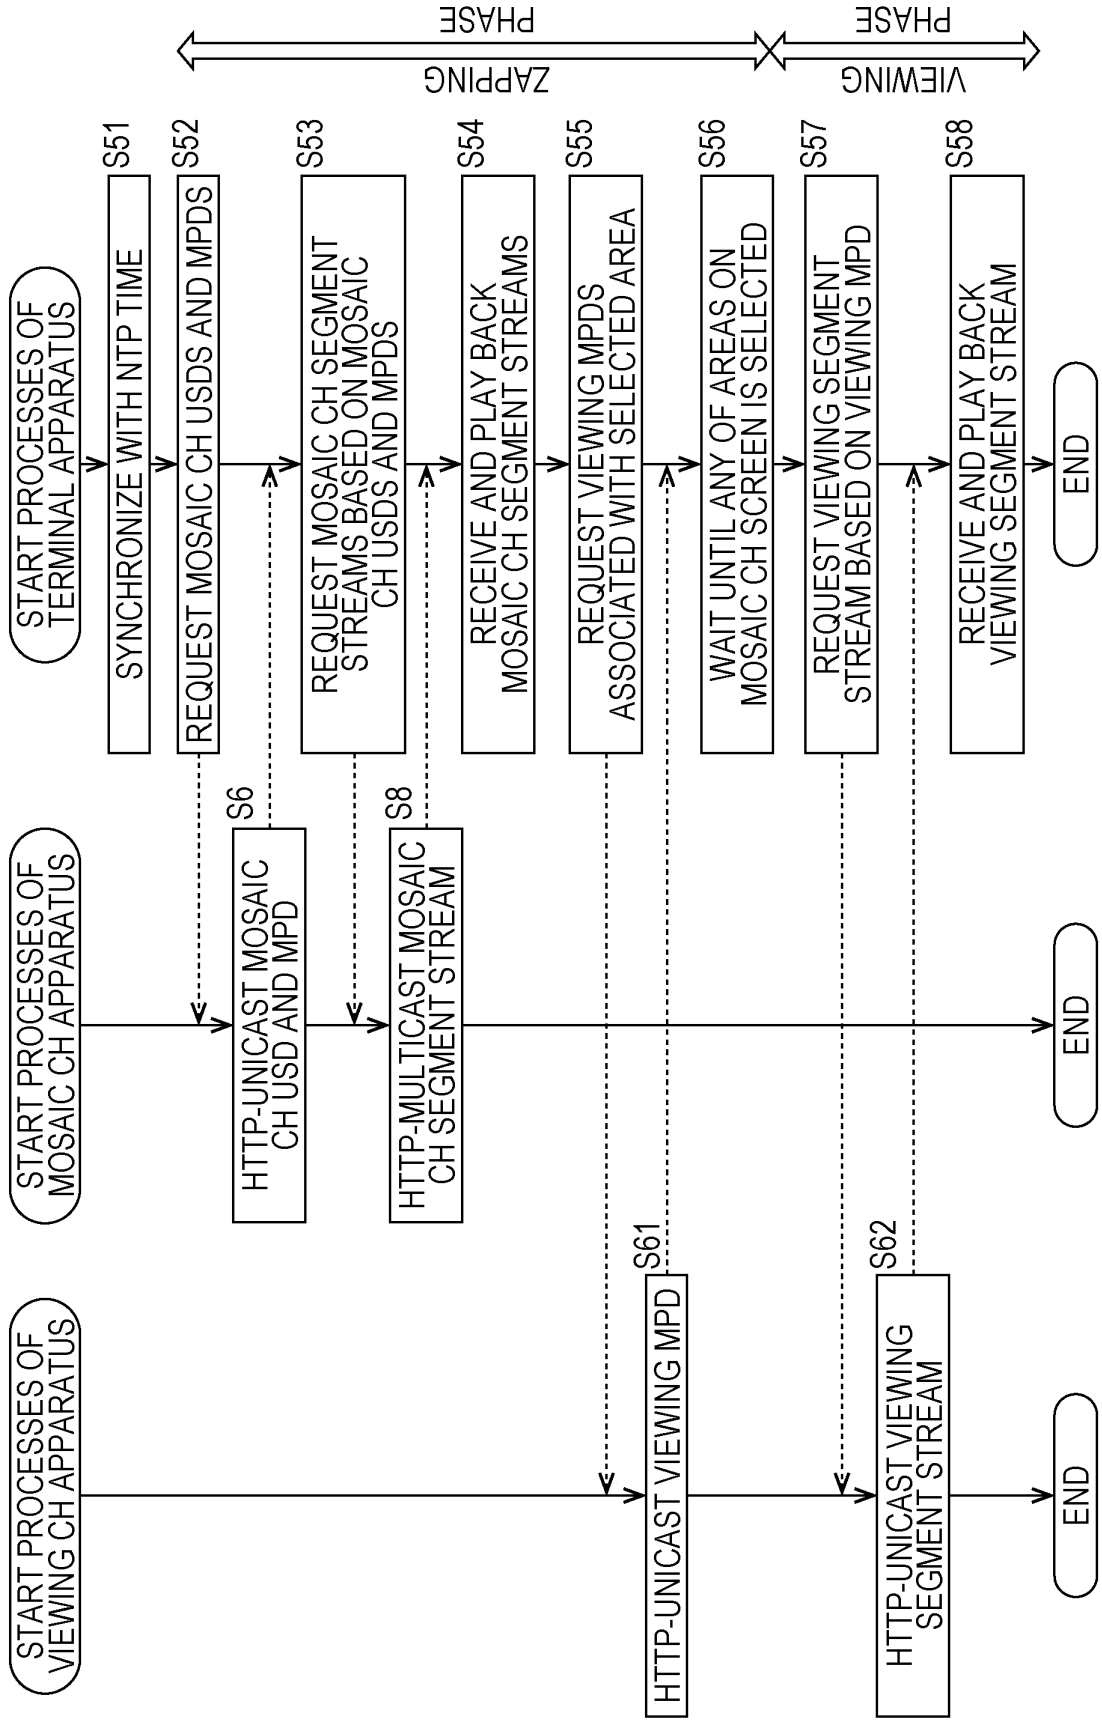 START PROCESSES OF
VIEWING CH APPARATUS
START PROCESSES OF
MOSAIC CH APPARATUS
START PROCESSES OF
TERMINAL APPARATUS
S51
SYNCHRONIZE WITH NTP TIME
S52
REQUEST MOSAIC CH USDS AND MPDS
S6
HTTP-UNICAST MOSAIC
CH USD AND MPD
S53
REQUEST MOSAIC CH SEGMENT
STREAMS BASED ON MOSAIC
CH USDS AND MPDS
S8
HTTP-MULTICAST MOSAIC
CH SEGMENT STREAM
S54
RECEIVE AND PLAY BACK
MOSAIC CH SEGMENT STREAMS
S55
REQUEST VIEWING MPDS
ASSOCIATED WITH SELECTED AREA
S61
HTTP-UNICAST VIEWING MPD
S56
WAIT UNTIL ANY OF AREAS ON
MOSAIC CH SCREEN IS SELECTED
S57
REQUEST VIEWING SEGMENT
STREAM BASED ON VIEWING MPD
S62
HTTP-UNICAST VIEWING
SEGMENT STREAM
S58
RECEIVE AND PLAY BACK
VIEWING SEGMENT STREAM
END
END
END
ZAPPING
PHASE
VIEWING
PHASE